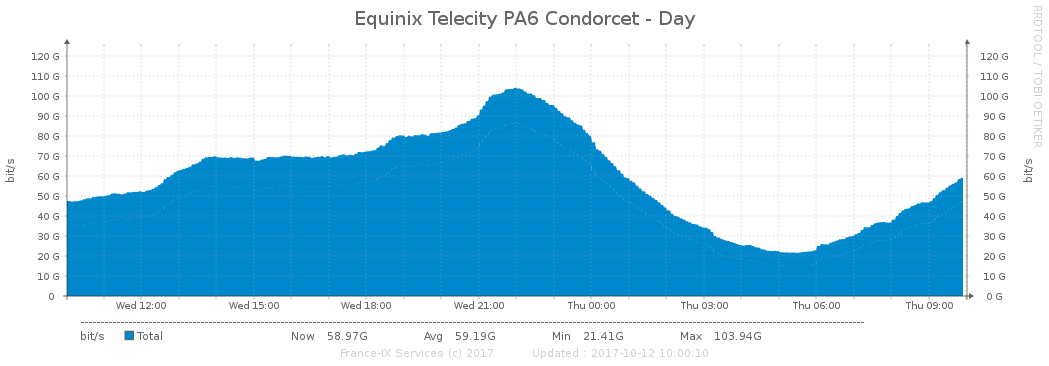 Equinix Telecity PA6 Condorcet - Day
RRDTOOL / TOBI OETIKER
120 G 120 G
110 G 110 G
100 G 100 G
90 G 90 G
80 G 80 G
70 G 70 G
60 G 60 G
50 G 50 G
40 G 40 G
30 G 30 G
20 G 20 G
10 G 10 G
0 0 G
bit/s
bit/s
Wed 12:00 Wed 15:00 Wed 18:00 Wed 21:00 Thu 00:00 Thu 03:00 Thu 06:00 Thu 09:00
bit/s Total Now 58.97G Avg 59.19G Min 21.41G Max 103.94G
France-IX Services (c) 2017 Updated : 2017-10-12 10:00:10